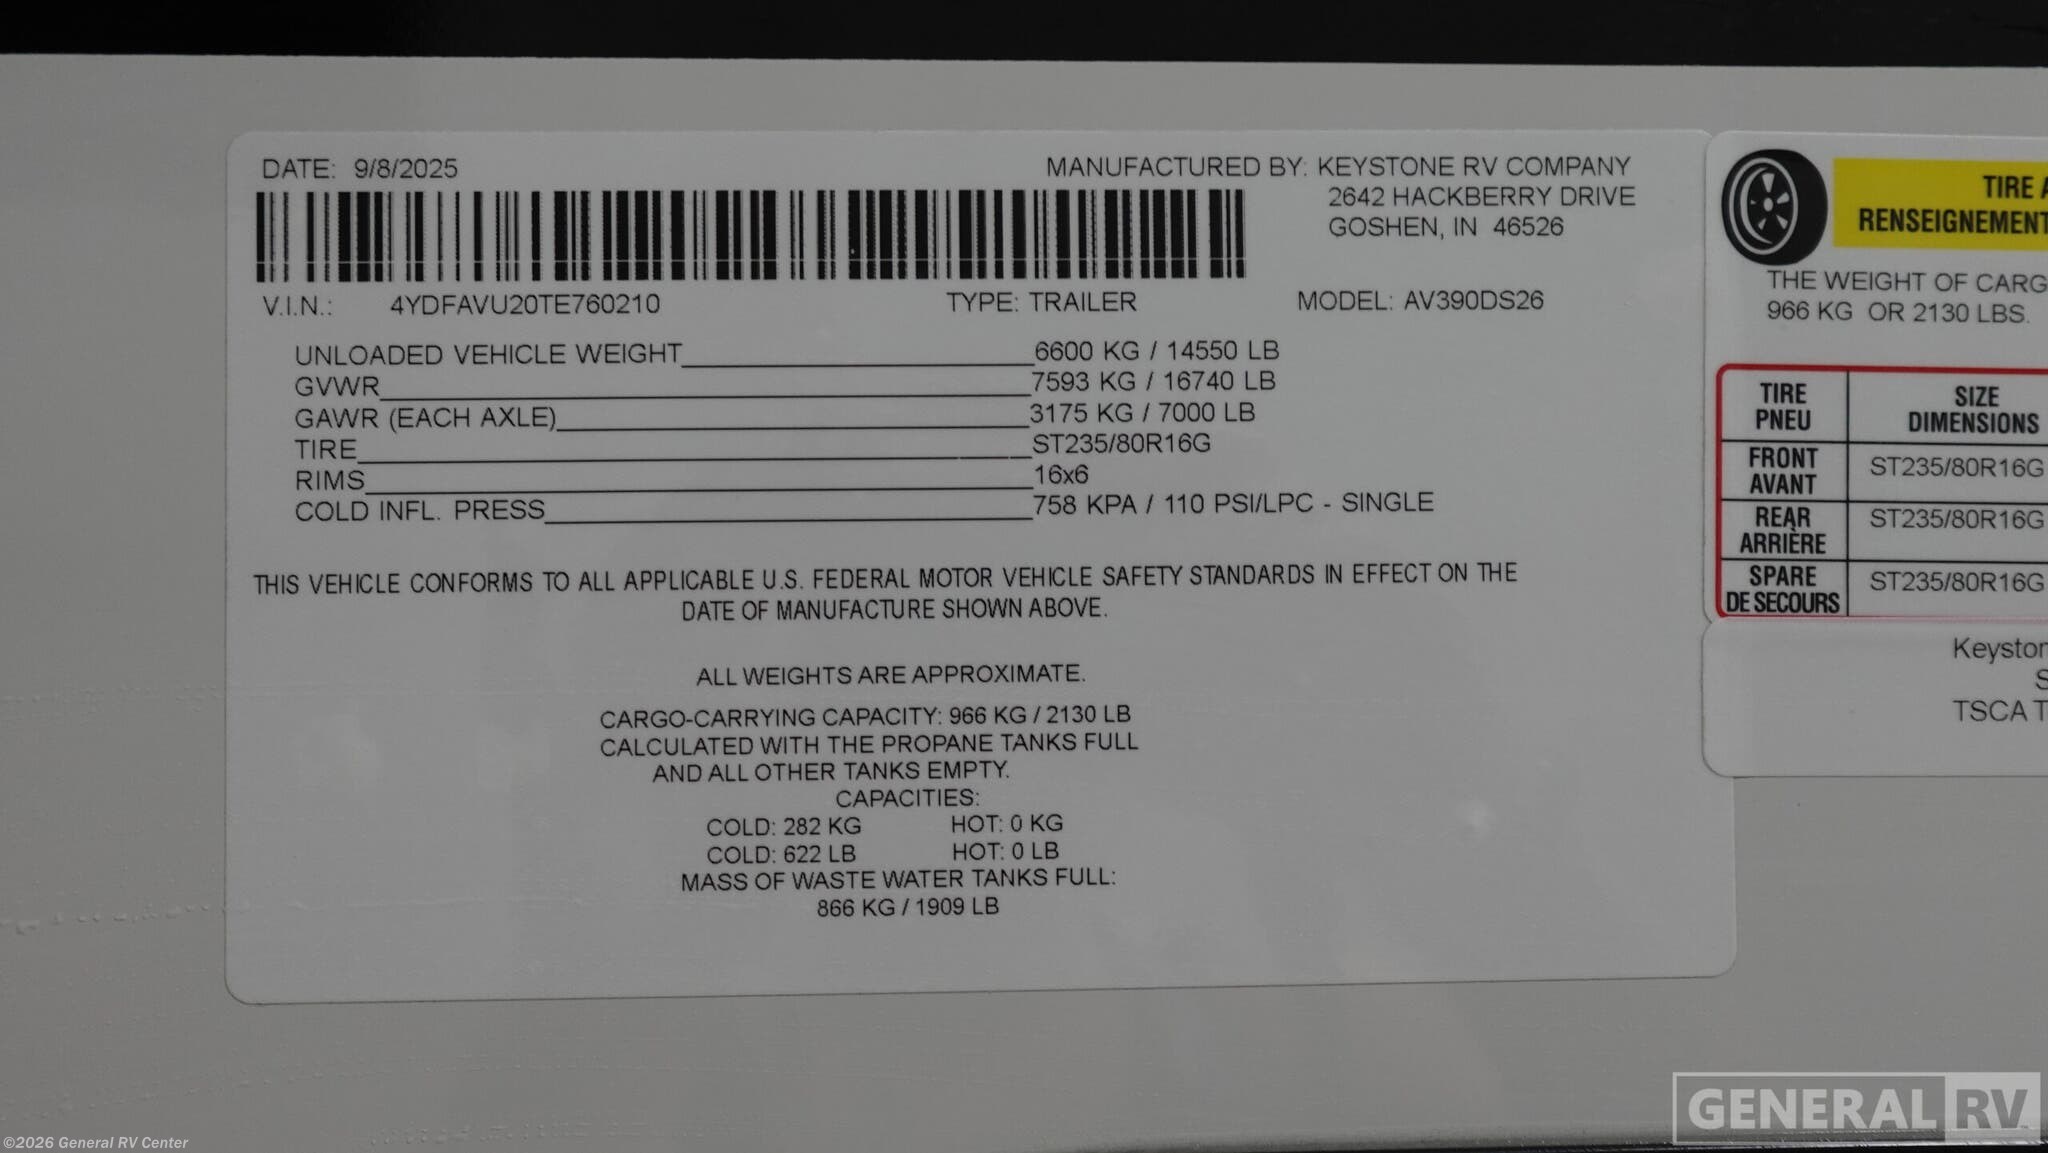 DATE: 9/8/2025
MANUFACTURED BY: KEYSTONE RV COMPANY
2642 HACKBERRY DRIVE
GOSHEN, IN 46526
V.I.N.: 4YDFAVU20TE760210 TYPE: TRAILER MODEL: AV390DS26
UNLOADED VEHICLE WEIGHT 6600 KG / 14550 LB
GVWR 7593 KG / 16740 LB
GAWR (EACH AXLE) 3175 KG / 7000 LB
TIRE ST235/80R16G
RIMS 16x6
COLD INFL. PRESS 758 KPA / 110 PSI/LPC - SINGLE
THIS VEHICLE CONFORMS TO ALL APPLICABLE U.S. FEDERAL MOTOR VEHICLE SAFETY STANDARDS IN EFFECT ON THE
DATE OF MANUFACTURE SHOWN ABOVE.
ALL WEIGHTS ARE APPROXIMATE.
CARGO-CARRYING CAPACITY: 966 KG / 2130 LB
CALCULATED WITH THE PROPANE TANKS FULL
AND ALL OTHER TANKS EMPTY.
CAPACITIES:
COLD: 282 KG HOT: 0 KG
COLD: 622 LB HOT: 0 LB
MASS OF WASTE WATER TANKS FULL:
866 KG / 1909 LB
TIRE
RENSEIGNEMENT
THE WEIGHT OF CARG
966 KG OR 2130 LBS.
TIRE SIZE
PNEU DIMENSIONS
FRONT
AVANT ST235/80R16G
REAR
ARRIÈRE ST235/80R16G
SPARE
DE SECOURS ST235/80R16G
Keyston
TSCA T
GENERAL RV
©2026 General RV Center